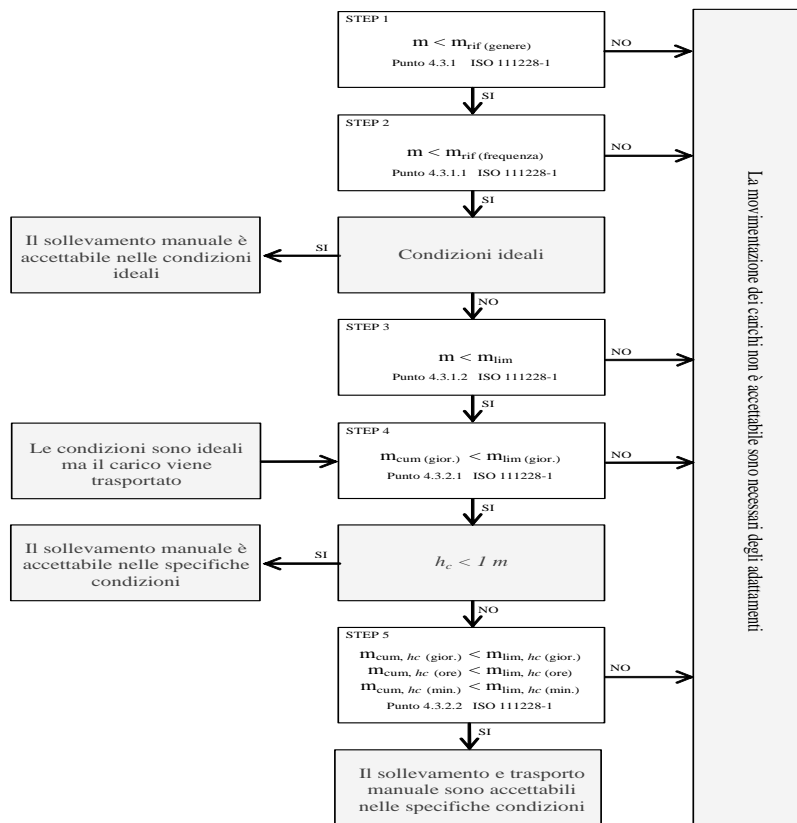 STEP 1
m < mrif (genere)
Punto 4.3.1 ISO 111228-1
NO
SI
STEP 2
m < mrif (frequenza)
Punto 4.3.1.1 ISO 111228-1
NO
SI
Il sollevamento manuale è
accettabile nelle condizioni
ideali
SI
Condizioni ideali
NO
STEP 3
m < mlim
Punto 4.3.1.2 ISO 111228-1
NO
SI
Le condizioni sono ideali
ma il carico viene
trasportato
STEP 4
mcum (gior.) < mlim (gior.)
Punto 4.3.2.1 ISO 111228-1
NO
SI
Il sollevamento manuale è
accettabile nelle specifiche
condizioni
SI
hc < 1 m
NO
STEP 5
mcum, hc (gior.) < mlim, hc (gior.)
mcum, hc (ore) < mlim, hc (ore)
mcum, hc (min.) < mlim, hc (min.)
Punto 4.3.2.2 ISO 111228-1
NO
SI
Il sollevamento e trasporto
manuale sono accettabili
nelle specifiche condizioni
La movimentazione dei carichi non è accettabile sono necessari degli adattamenti